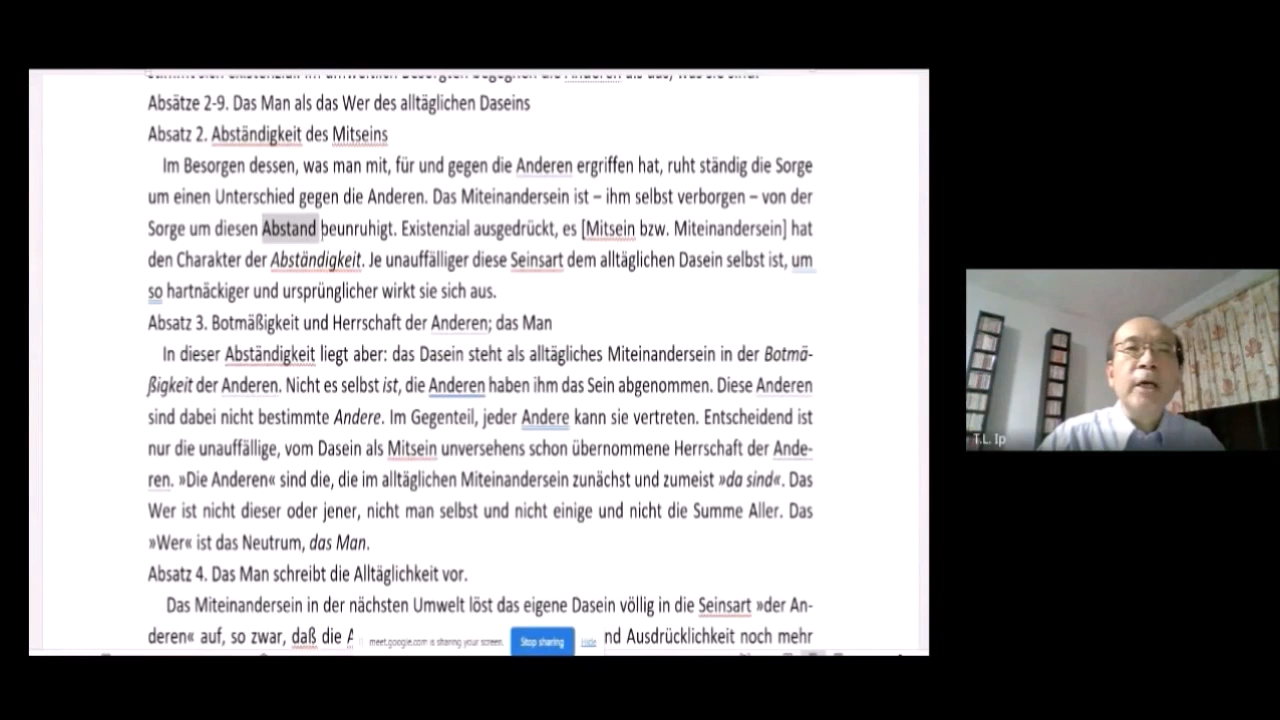 Absätze 2-9. Das Man als das Wer des alltäglichen Daseins
Absatz 2. Abständigkeit des Mitseins
Im Besorgen dessen, was man mit, für und gegen die Anderen ergriffen hat, ruht ständig die Sorge
um einen Unterschied gegen die Anderen. Das Miteinandersein ist – ihm selbst verborgen – von der
Sorge um diesen Abstand beunruhigt. Existenzial ausgedrückt, es [Mitsein bzw. Miteinandersein] hat
den Charakter der Abständigkeit. Je unauffälliger diese Seinsart dem alltäglichen Dasein selbst ist, um
so hartnäckiger und ursprünglicher wirkt sie sich aus.
Absatz 3. Botmäßigkeit und Herrschaft der Anderen; das Man
In dieser Abständigkeit liegt aber: das Dasein steht als alltägliches Miteinandersein in der Botmä-
ßigkeit der Anderen. Nicht es selbst ist, die Anderen haben ihm das Sein abgenommen. Diese Anderen
sind dabei nicht bestimmte Andere. Im Gegenteil, jeder Andere kann sie vertreten. Entscheidend ist
nur die unauffällige, vom Dasein als Mitsein unversehens schon übernommene Herrschaft der Ande-
ren. »Die Anderen« sind die, die im alltäglichen Miteinandersein zunächst und zumeist »da sind«. Das
Wer ist nicht dieser oder jener, nicht man selbst und nicht einige und nicht die Summe Aller. Das
»Wer« ist das Neutrum, das Man.
Absatz 4. Das Man schreibt die Alltäglichkeit vor.
Das Miteinandersein in der nächsten Umwelt löst das eigene Dasein völlig in die Seinsart »der An-
deren« auf, so zwar, daß die nd Ausdrücklichkeit noch mehr
meet.google.com is sharing your screen. Stop sharing Hide
T.L. Ip